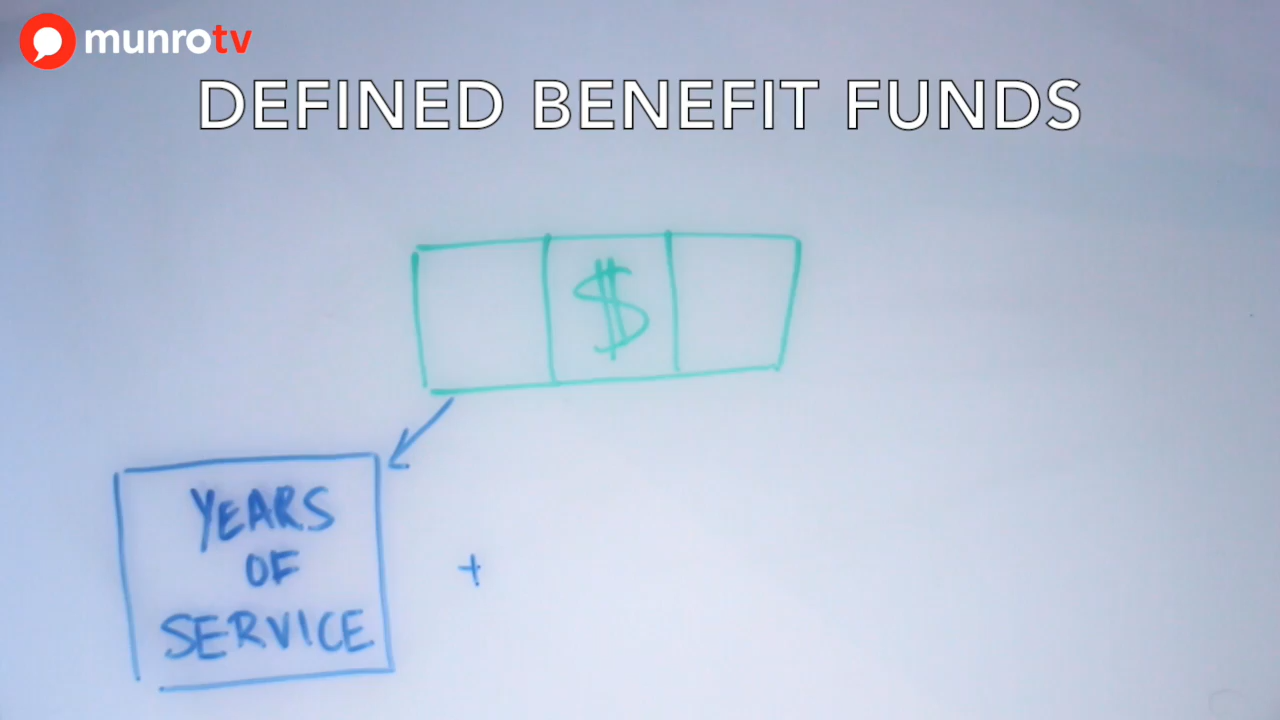 munrotv
DEFINED BENEFIT FUNDS
$
YEARS
OF
SERVICE
+